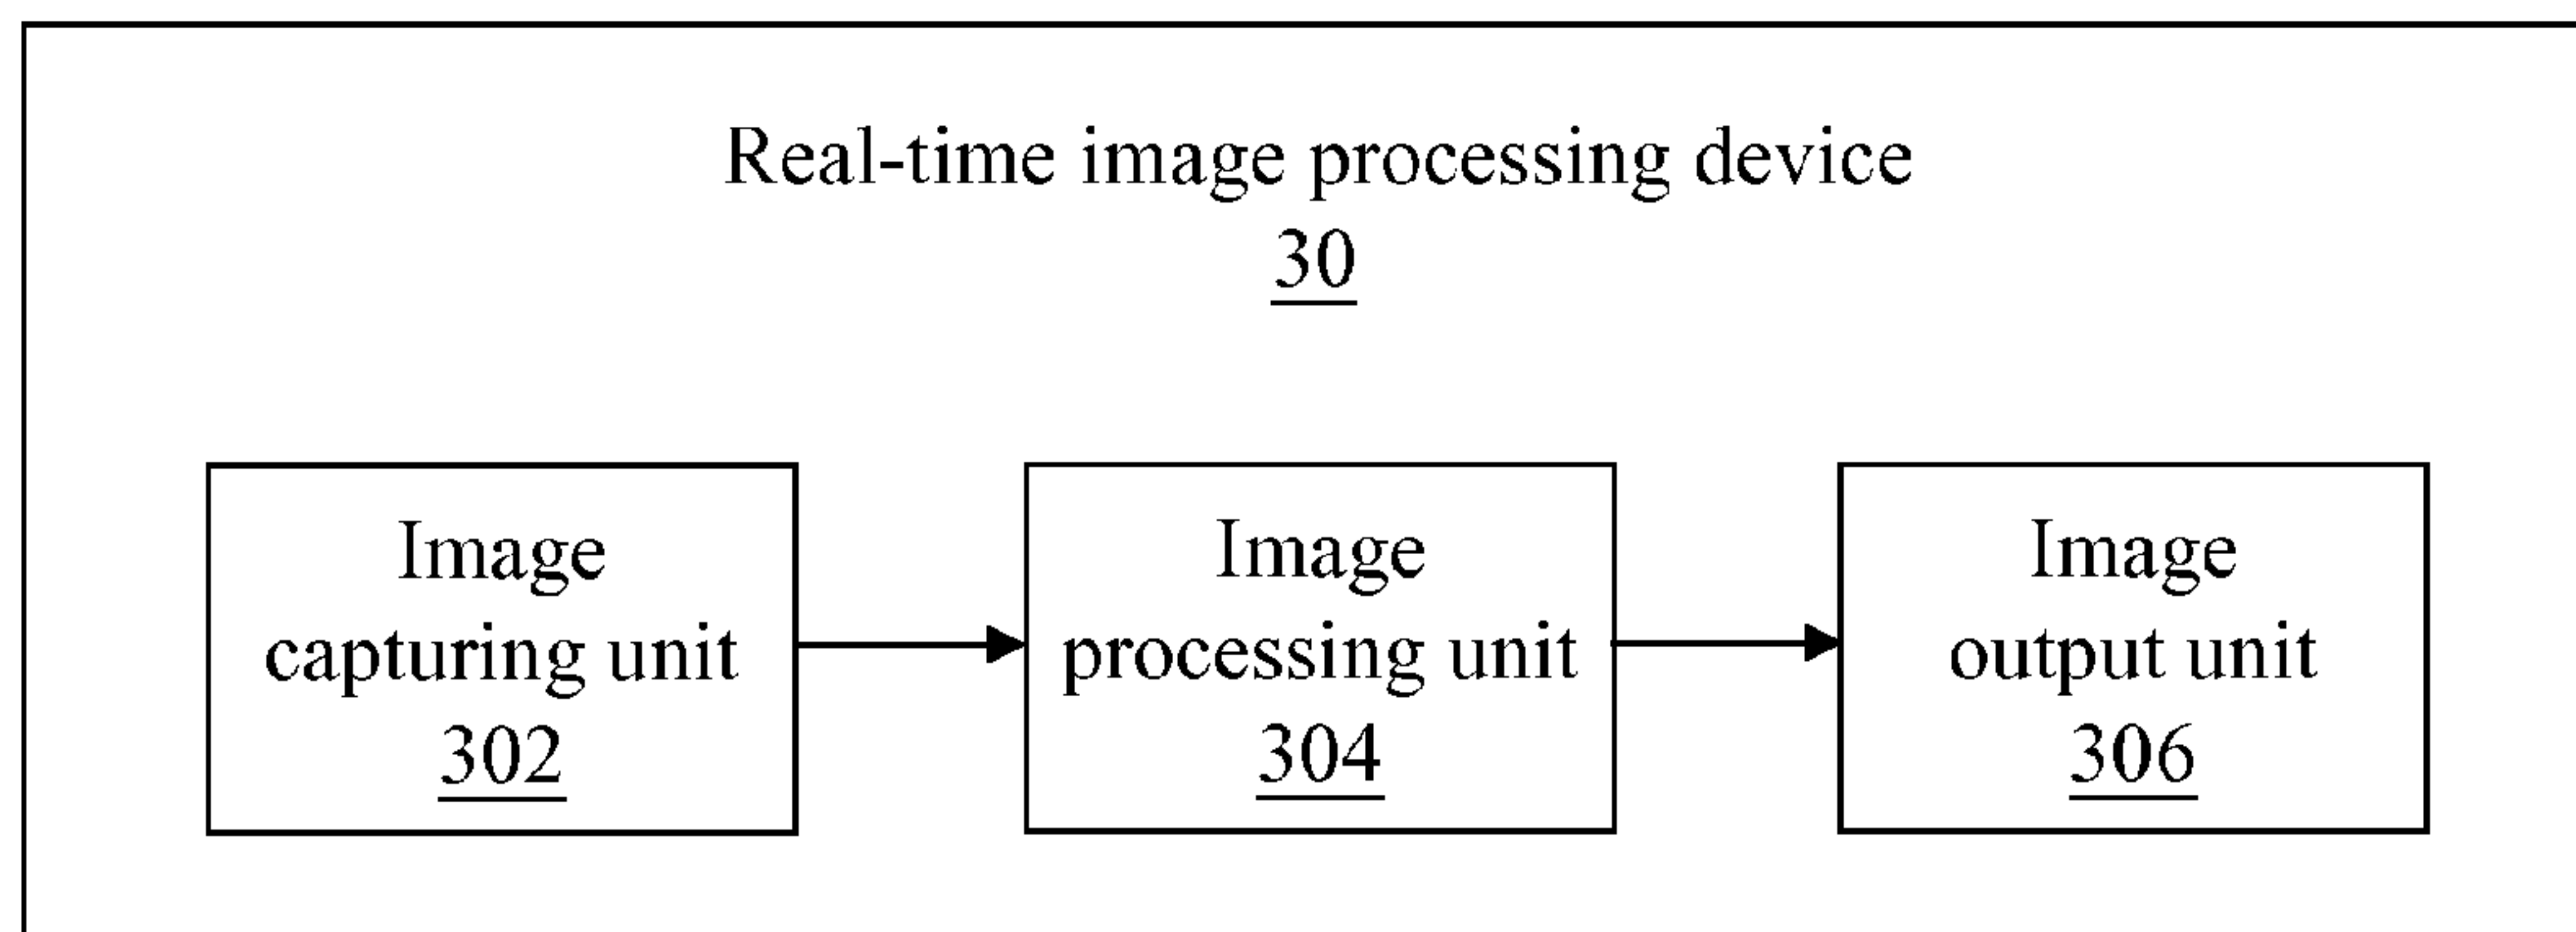 Real-time image processing device
30
Image
capturing unit
302
Image
processing unit
304
Image
output unit
306